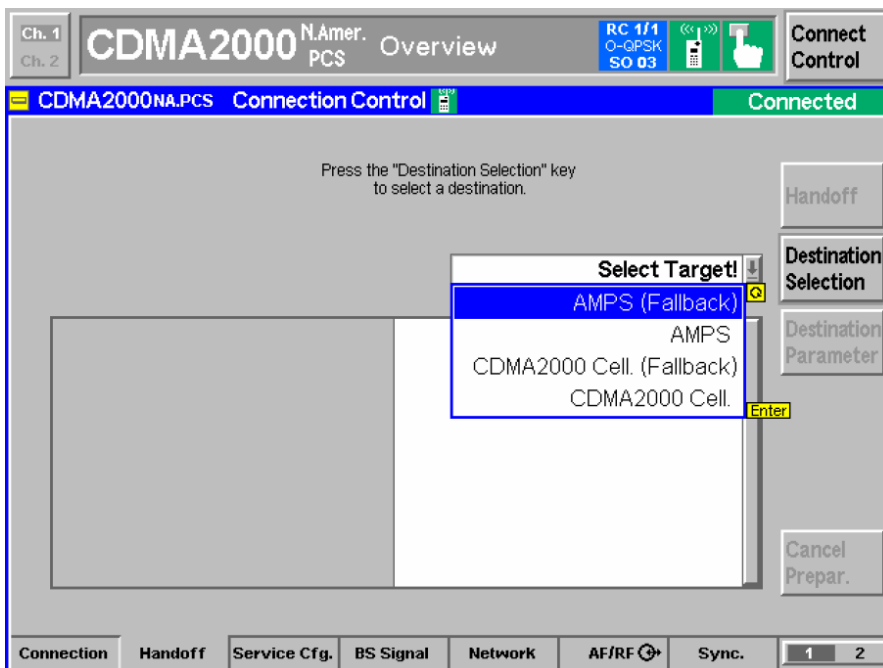 Ch. 1
Ch. 2
CDMA2000 N.Amer. PCS Overview
RC 1/1
O-QPSK
SO 03
Connect Control
CDMA2000 NA.PCS Connection Control
Connected
Press the "Destination Selection" key
to select a destination.
Handoff
Select Target!
Destination Selection
AMPS (Fallback)
AMPS
CDMA2000 Cell. (Fallback)
CDMA2000 Cell.
Enter
Destination Parameter
Cancel Prepar.
Connection Handoff Service Cfg. BS Signal Network AF/RF Sync. 1 2